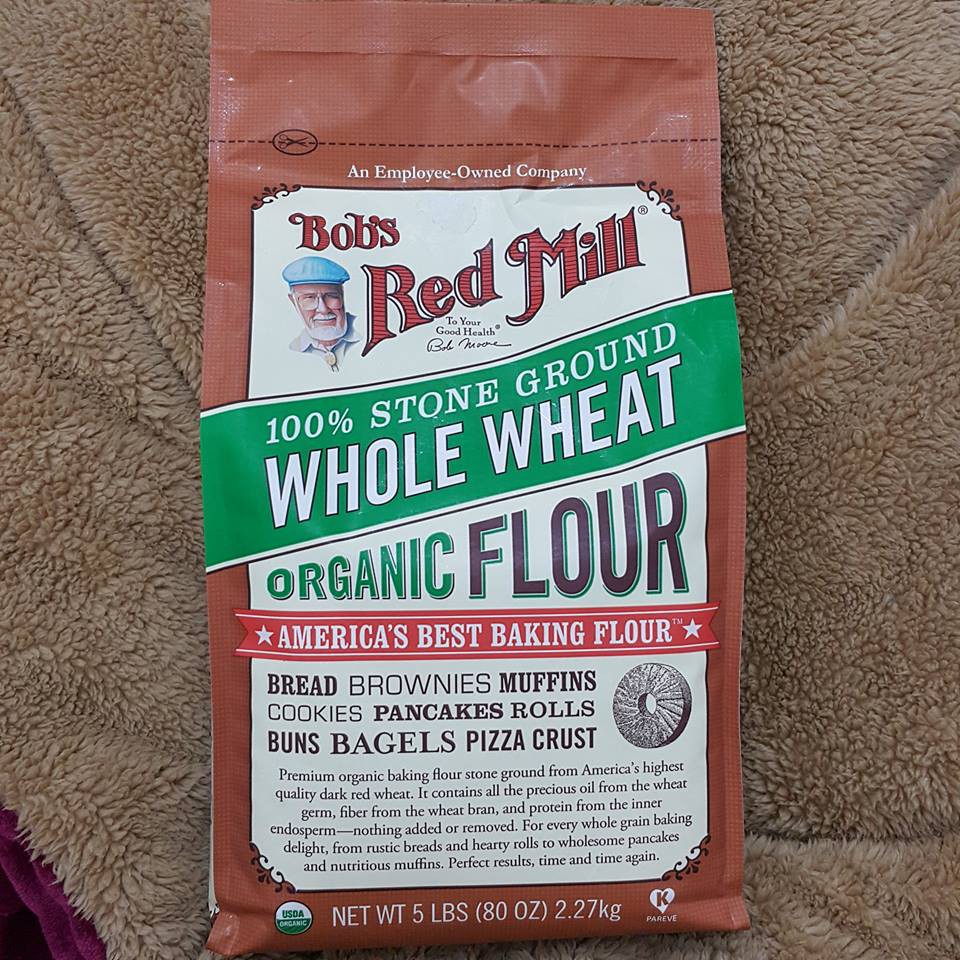 An Employee-Owned Company
Bob's
Red Mill®
To Your
Good Health®
Bob Moore
100% STONE GROUND
WHOLE WHEAT
ORGANIC FLOUR
AMERICA'S BEST BAKING FLOUR™
BREAD BROWNIES MUFFINS
COOKIES PANCAKES ROLLS
BUNS BAGELS PIZZA CRUST
Premium organic baking flour stone ground from America's highest
quality dark red wheat. It contains all the precious oil from the wheat
germ, fiber from the wheat bran, and protein from the inner
endosperm—nothing added or removed. For every whole grain baking
delight, from rustic breads and hearty rolls to wholesome pancakes
and nutritious muffins. Perfect results, time and time again.
USDA
ORGANIC
NET WT 5 LBS (80 OZ) 2.27kg
K
PAREVE